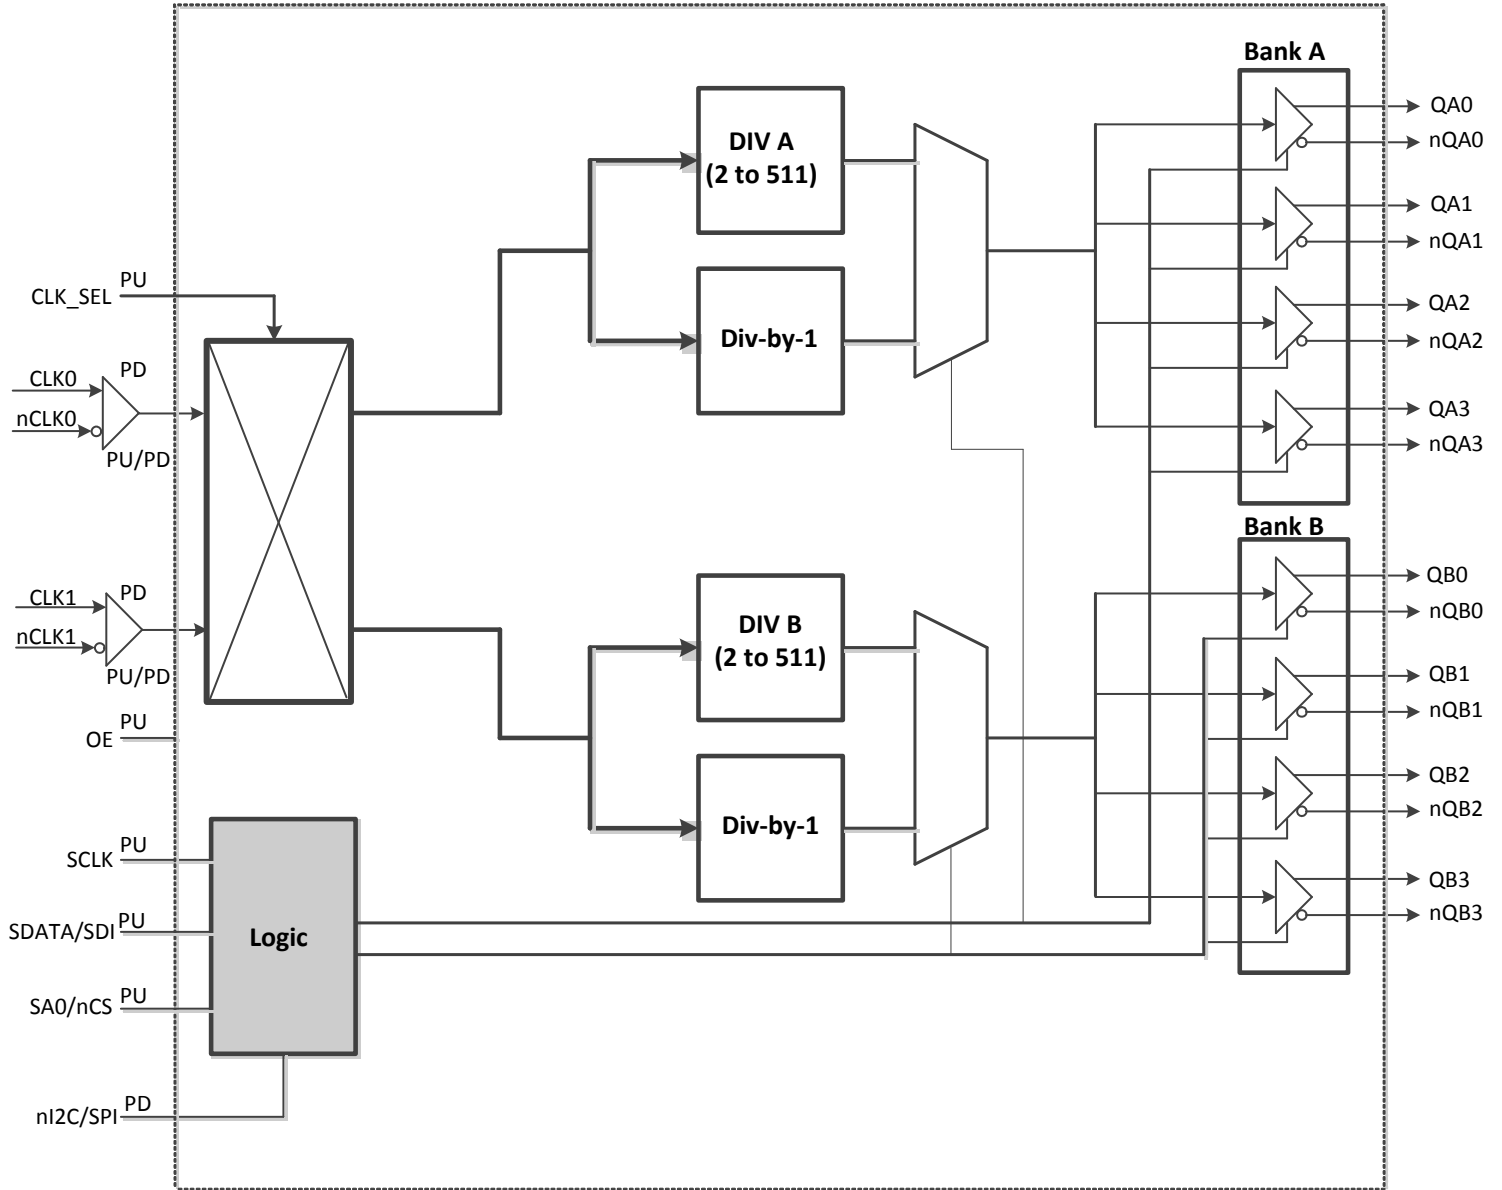 Bank A
QA0
DIV A
(2 to 511)
nQA0
QA1
nQA1
PU
CLK_SEL
QA2
Div-by-1
nQA2
PD
CLK0
nCLK0
QA3
nQA3
PU/PD
Bank B
QB0
PD
CLK1
nQB0
DIV B
(2 to 511)
nCLK1
PU/PD
QB1
nQB1
PU
OE
QB2
nQB2
Div-by-1
PU
SCLK
QB3
nQB3
PU
SDATA/SDI
Logic
PU
SA0/nCS
PD
nI2C/SPI